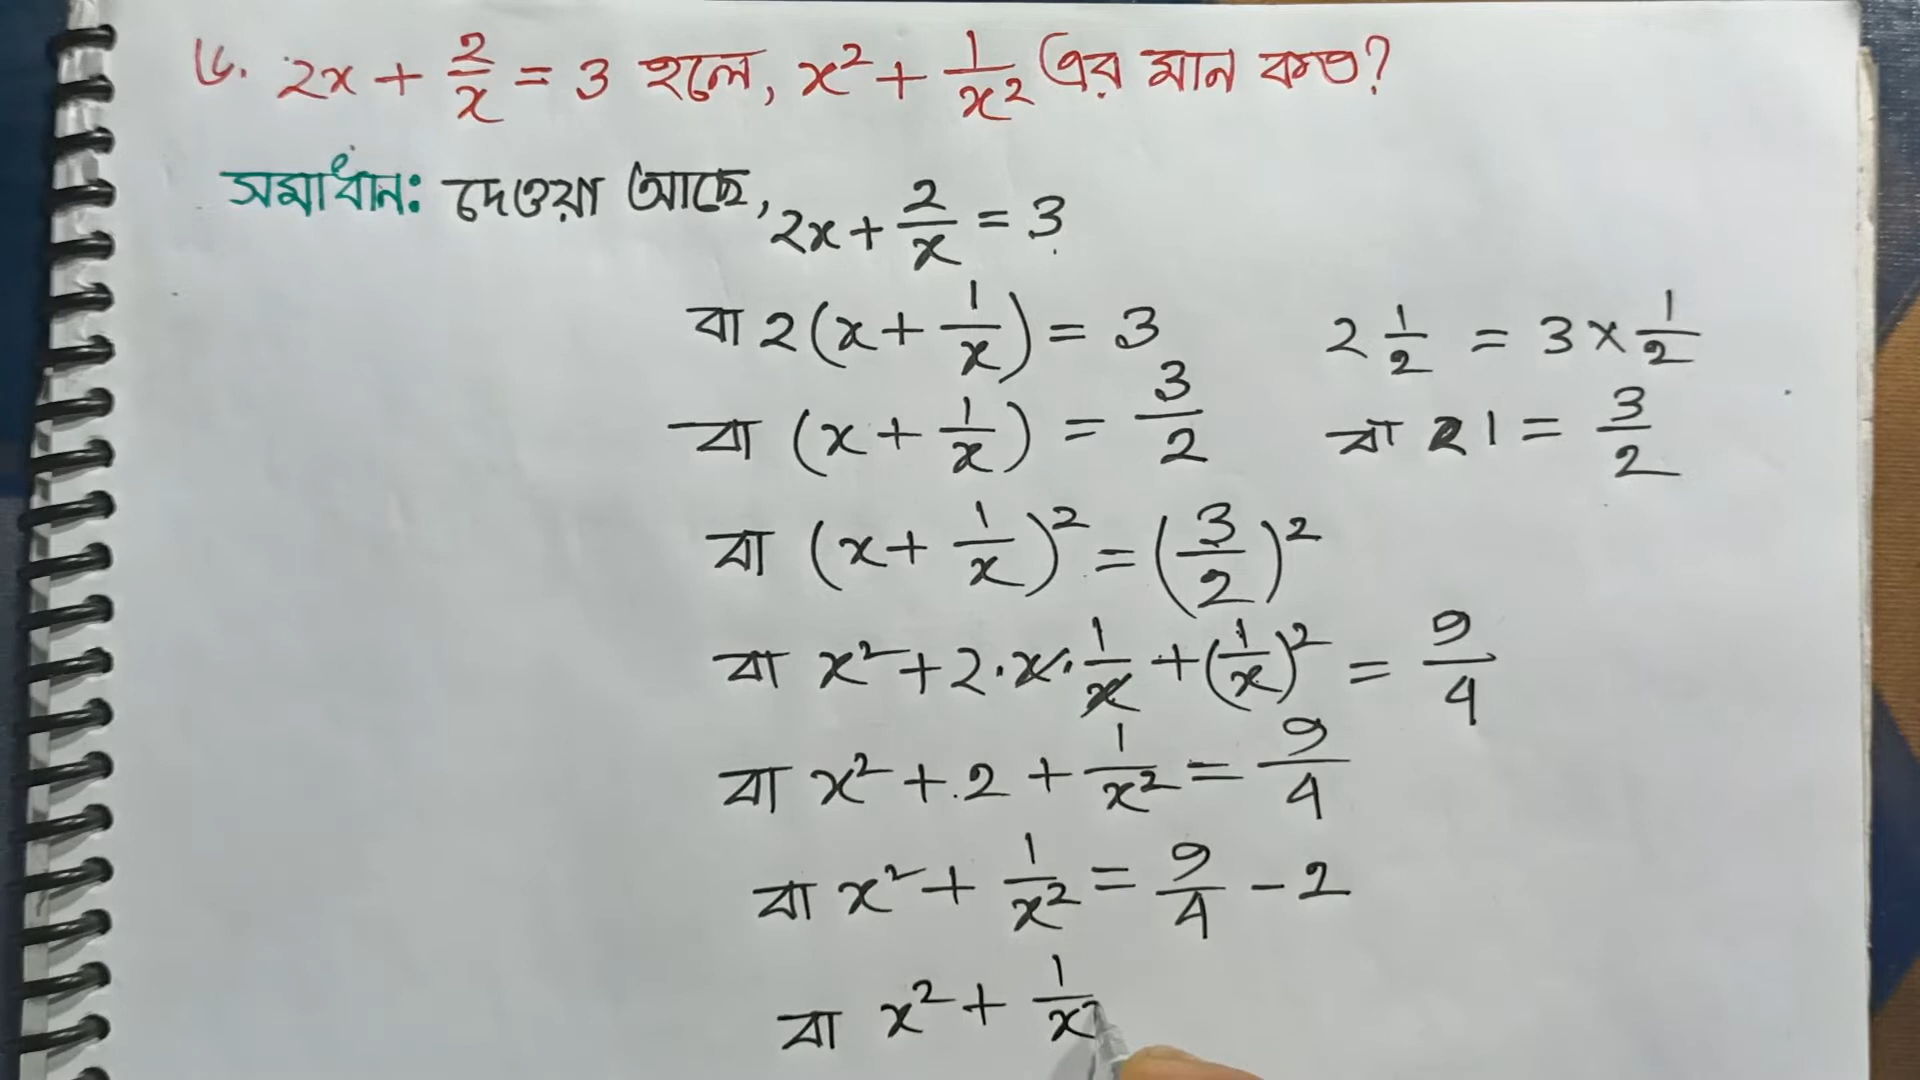 ৬. 2x + 2/x = 3 হলে, x² + 1/x² এর মান কত?
সমাধান: দেওয়া আছে, 2x + 2/x = 3
বা 2(x + 1/x) = 3
2 1/2 = 3 × 1/2
বা (x + 1/x) = 3/2
বা 1 = 3/2
বা (x + 1/x)² = (3/2)²
বা x² + 2·x·1/x + (1/x)² = 9/4
বা x² + 2 + 1/x² = 9/4
বা x² + 1/x² = 9/4 - 2
বা x² + 1/x²